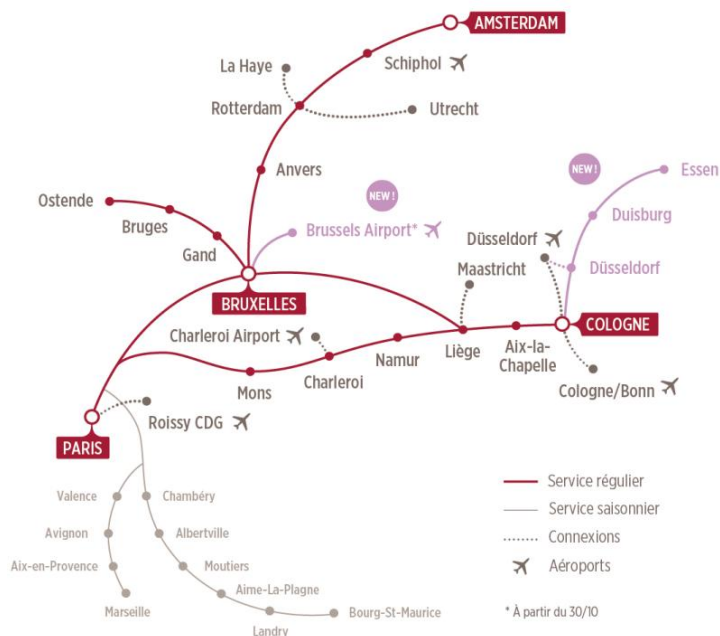 AMSTERDAM
Schiphol
La Haye
Rotterdam
Utrecht
Anvers
NEW !
NEW !
Essen
Ostende
Bruges
Gand
Brussels Airport*
Duisburg
Düsseldorf
Düsseldorf
Maastricht
BRUXELLES
COLOGNE
Charleroi Airport
Namur
Liège
Aix-la-
Chapelle
Mons
Charleroi
Cologne/Bonn
Roissy CDG
PARIS
Valence
Chambéry
Avignon
Albertville
Aix-en-Provence
Moutiers
Marseille
Aime-La-Plagne
Landry
Bourg-St-Maurice
Service régulier
Service saisonnier
Connexions
Aéroports
* À partir du 30/10